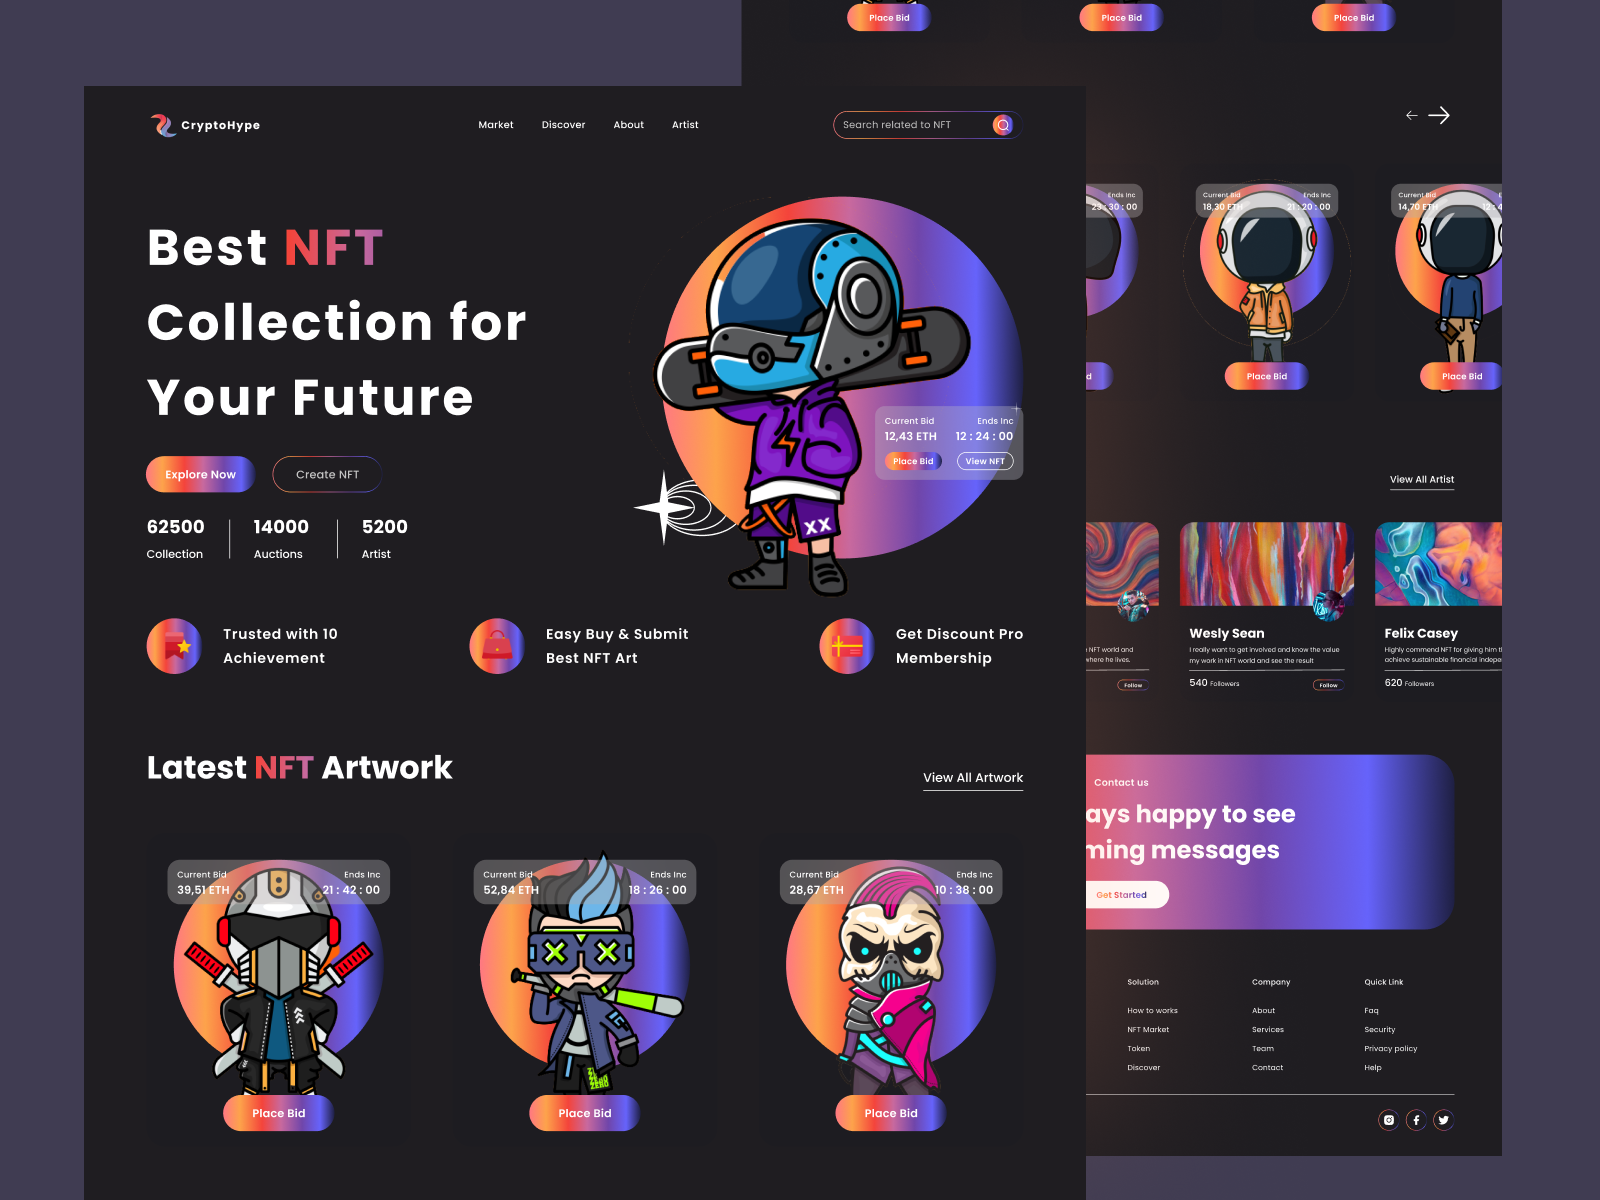 Place Bid
Place Bid
Place Bid
CryptoHype
Market
Discover
About
Artist
Search related to NFT
Best NFT
Collection for
Your Future
Explore Now
Create NFT
62500
Collection
14000
Auctions
5200
Artist
Current Bid
Ends Inc
12,43 ETH
12 : 24 : 00
Place Bid
View NFT
XX
Trusted with 10
Achievement
Easy Buy & Submit
Best NFT Art
Get Discount Pro
Membership
Latest NFT Artwork
View All Artwork
Current Bid
Ends Inc
39,51 ETH
21 : 42 : 00
Place Bid
Current Bid
Ends Inc
52,84 ETH
18 : 26 : 00
ZERO
Place Bid
Current Bid
Ends Inc
28,67 ETH
10 : 38 : 00
Place Bid
Ends Inc
23 : 30 : 00
d
Current Bid
Ends Inc
18,30 ETH
21 : 20 : 00
Place Bid
Current Bid
Ends Inc
14,70 ETH
12 : 4
Place Bid
View All Artist
NFT world and
where he lives.
Follow
Wesly Sean
I really want to get involved and know the value
my work in NFT world and see the result
540 Followers
Follow
Felix Casey
Highly commend NFT for giving him t
achieve sustainable financial indepe
620 Followers
Contact us
ays happy to see
ming messages
Get Started
Solution
How to works
NFT Market
Token
Discover
Company
About
Services
Team
Contact
Quick Link
Faq
Security
Privacy policy
Help